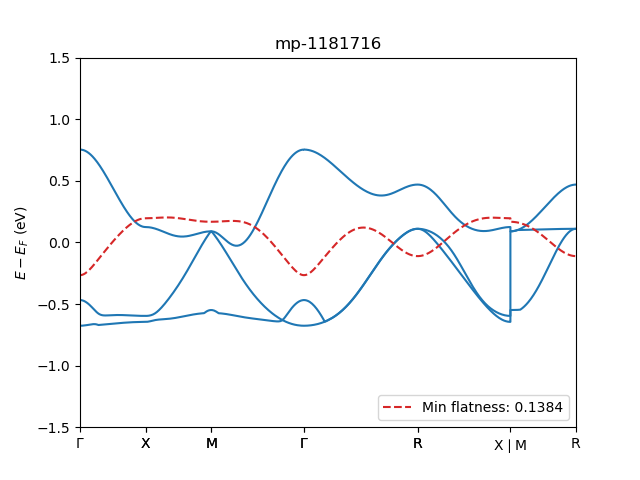 mp-1181716
E − E_F (eV)
1.5
1.0
0.5
0.0
−0.5
−1.0
−1.5
Γ X M Γ R X | M R
Min flatness: 0.1384